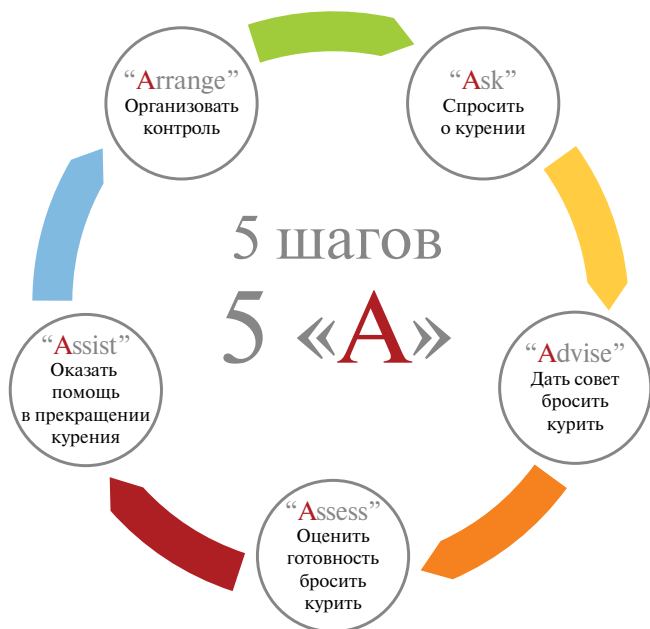 5 шагов
5 «А»
“Ask”
Спросить
о курении
“Advise”
Дать совет
бросить
курить
“Assess”
Оценить
готовность
бросить
курить
“Assist”
Оказать
помощь
в прекращении
курения
“Arrange”
Организовать
контроль